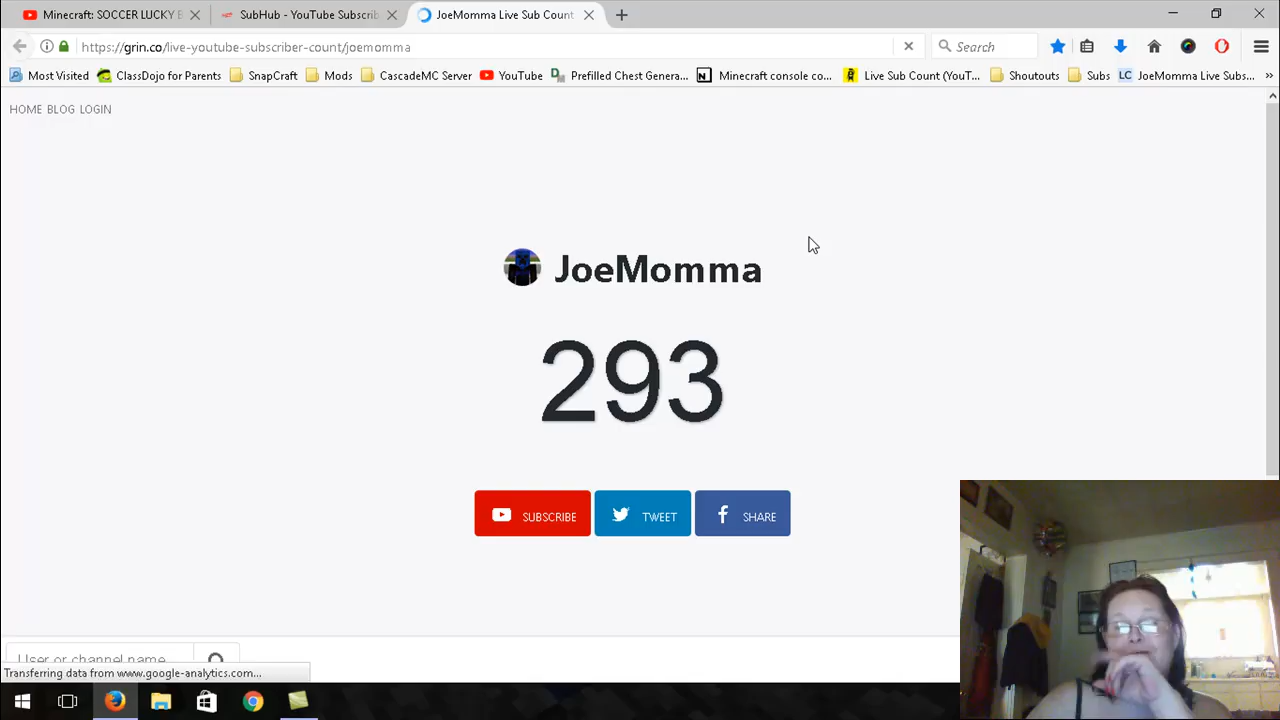 Minecraft: SOCCER LUCKY B
SubHub - YouTube Subscrib
JoeMomma Live Sub Count
https://grin.co/live-youtube-subscriber-count/joemomma
Search
Most Visited
ClassDojo for Parents
SnapCraft
Mods
CascadeMC Server
YouTube
Prefilled Chest Genera...
Minecraft console co...
Live Sub Count (YouT...
Shoutouts
Subs
LC JoeMomma Live Subs...
HOME BLOG LOGIN
JoeMomma
293
SUBSCRIBE
TWEET
SHARE
User or channel name
Transferring data from www.google-analytics.com...